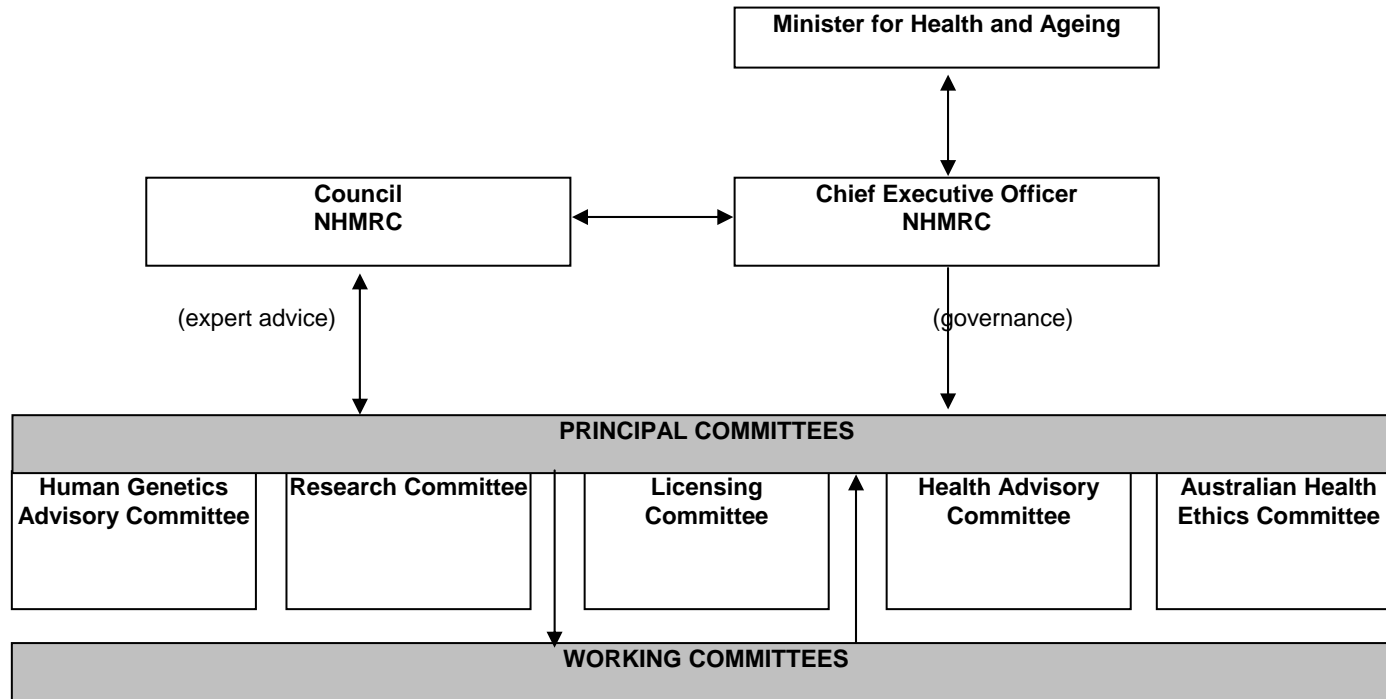 Minister for Health and Ageing
Council
NHMRC
Chief Executive Officer
NHMRC
(expert advice)
(governance)
PRINCIPAL COMMITTEES
Human Genetics
Advisory Committee
Research Committee
Licensing
Committee
Health Advisory
Committee
Australian Health
Ethics Committee
WORKING COMMITTEES